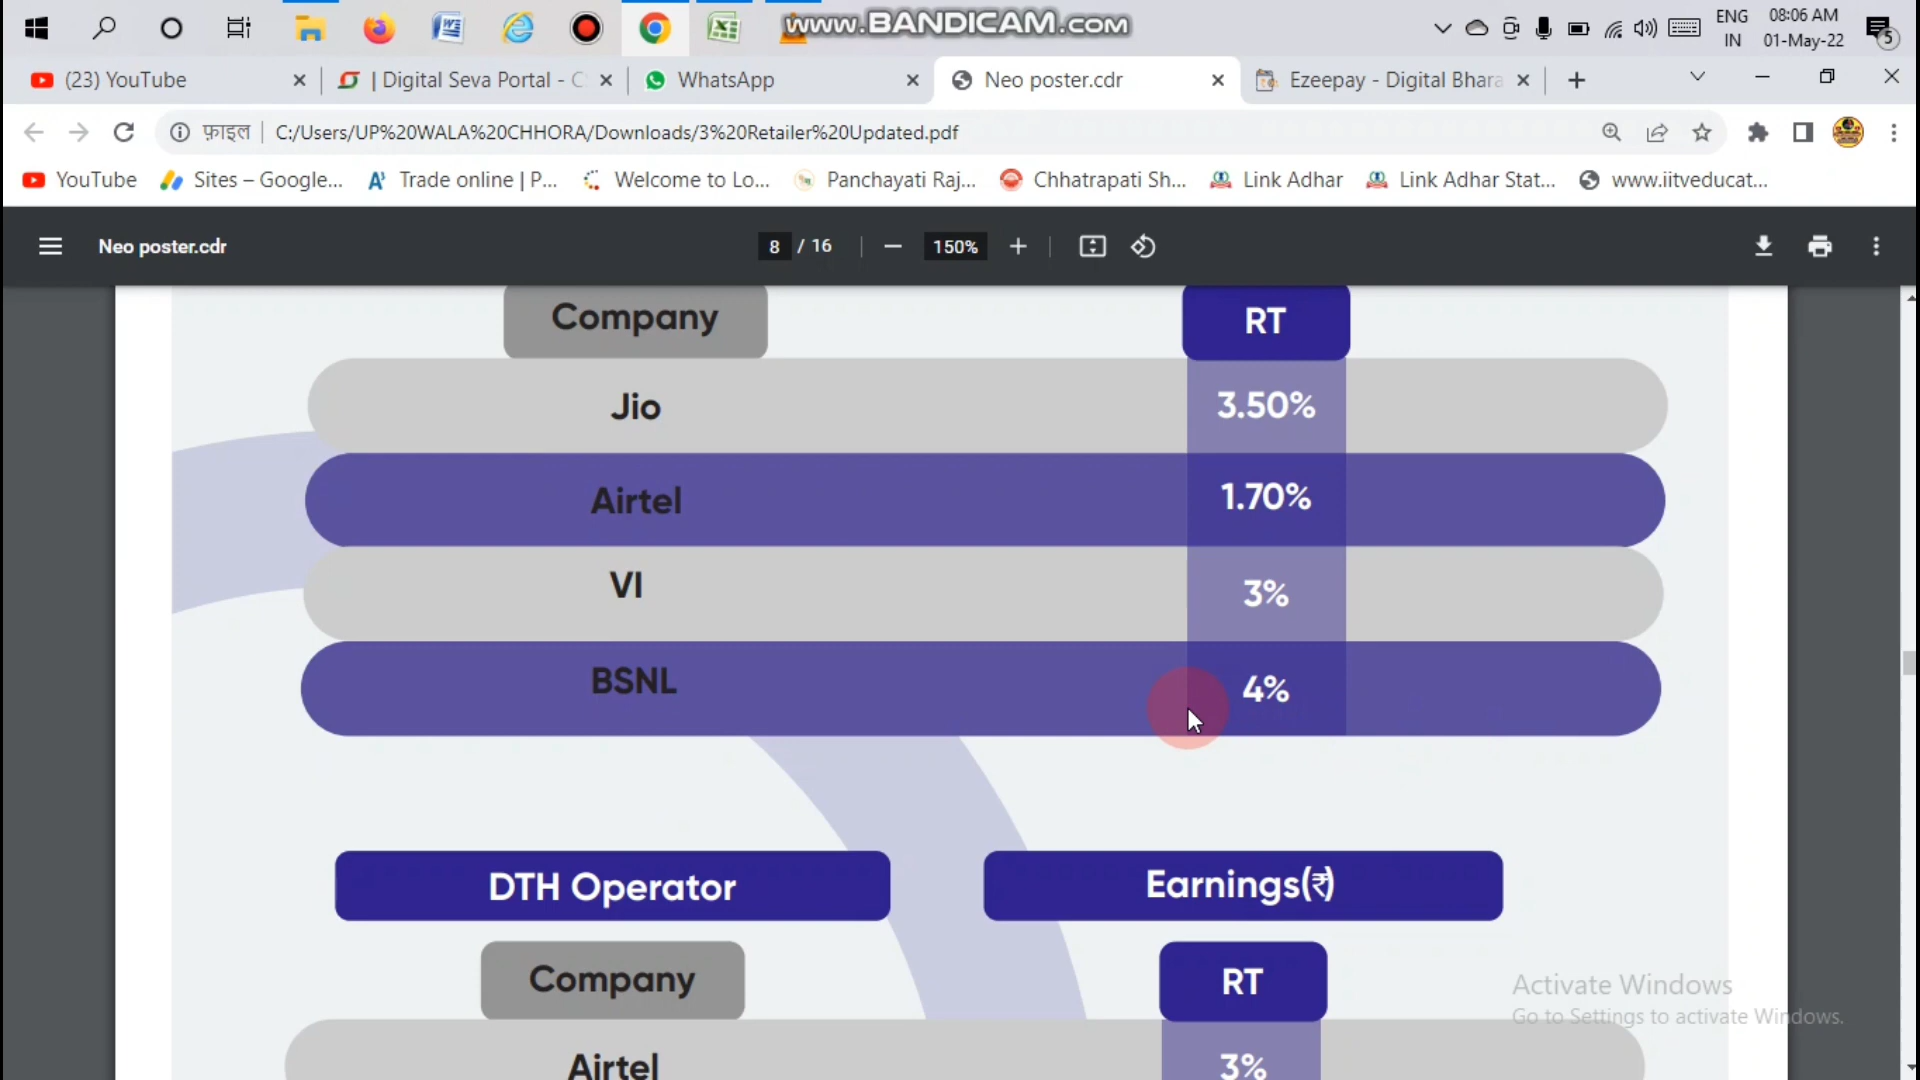 www.BANDICAM.com
ENG
IN
08:06 AM
01-May-22
5
(23) YouTube
| Digital Seva Portal - C
WhatsApp
Neo poster.cdr
Ezeepay - Digital Bhara
फ़ाइल
C:/Users/UP%20WALA%20CHHORA/Downloads/3%20Retailer%20Updated.pdf
YouTube
Sites – Google...
Trade online | P...
Welcome to Lo...
Panchayati Raj...
Chhatrapati Sh...
Link Adhar
Link Adhar Stat...
www.iitveducat...
Neo poster.cdr
8 / 16
150%
Company
RT
Jio
3.50%
Airtel
1.70%
VI
3%
BSNL
4%
DTH Operator
Earnings(₹)
Company
RT
Airtel
3%
Activate Windows
Go to Settings to activate Windows.